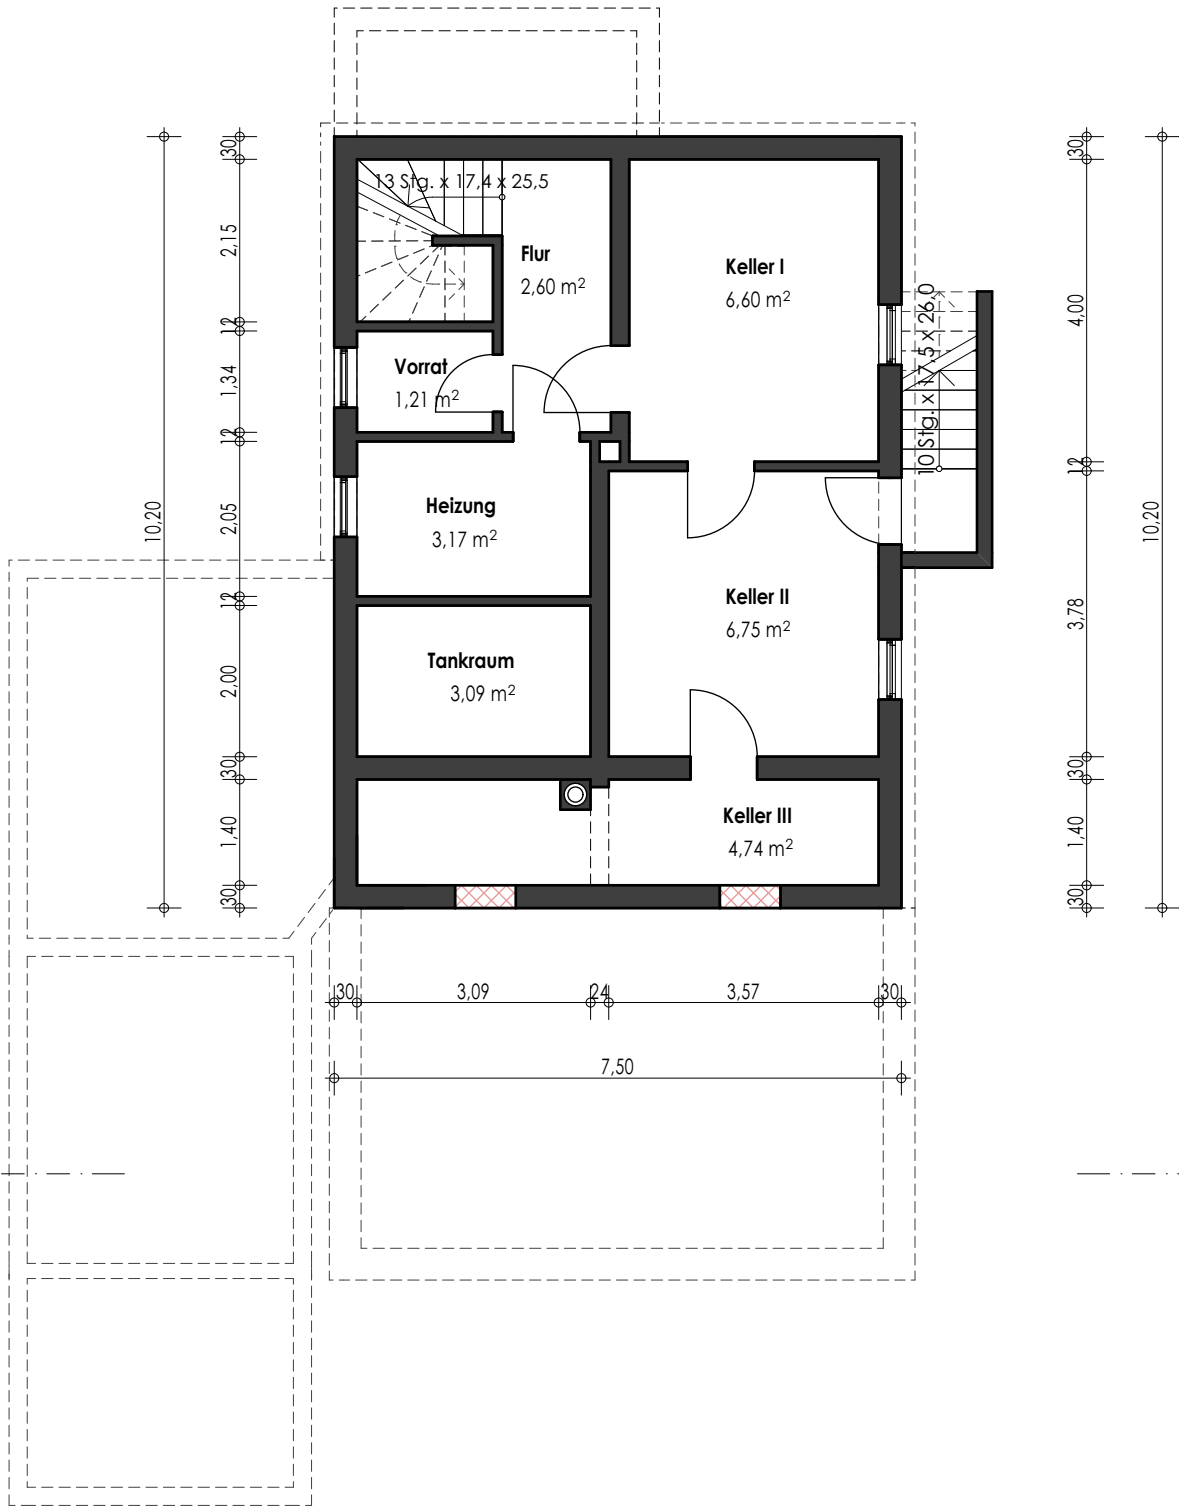 13 Stg. x 17,4 x 25,5
Flur
2,60 m²
Keller I
6,60 m²
Vorrat
1,21 m²
Heizung
3,17 m²
Keller II
6,75 m²
Tankraum
3,09 m²
Keller III
4,74 m²
10 Stg. x 17,5 x 26,0
10,20
30
2,15
12
1,34
12
2,05
12
2,00
30
1,40
30
30
4,00
12
3,78
30
1,40
30
10,20
30
3,09
24
3,57
30
7,50